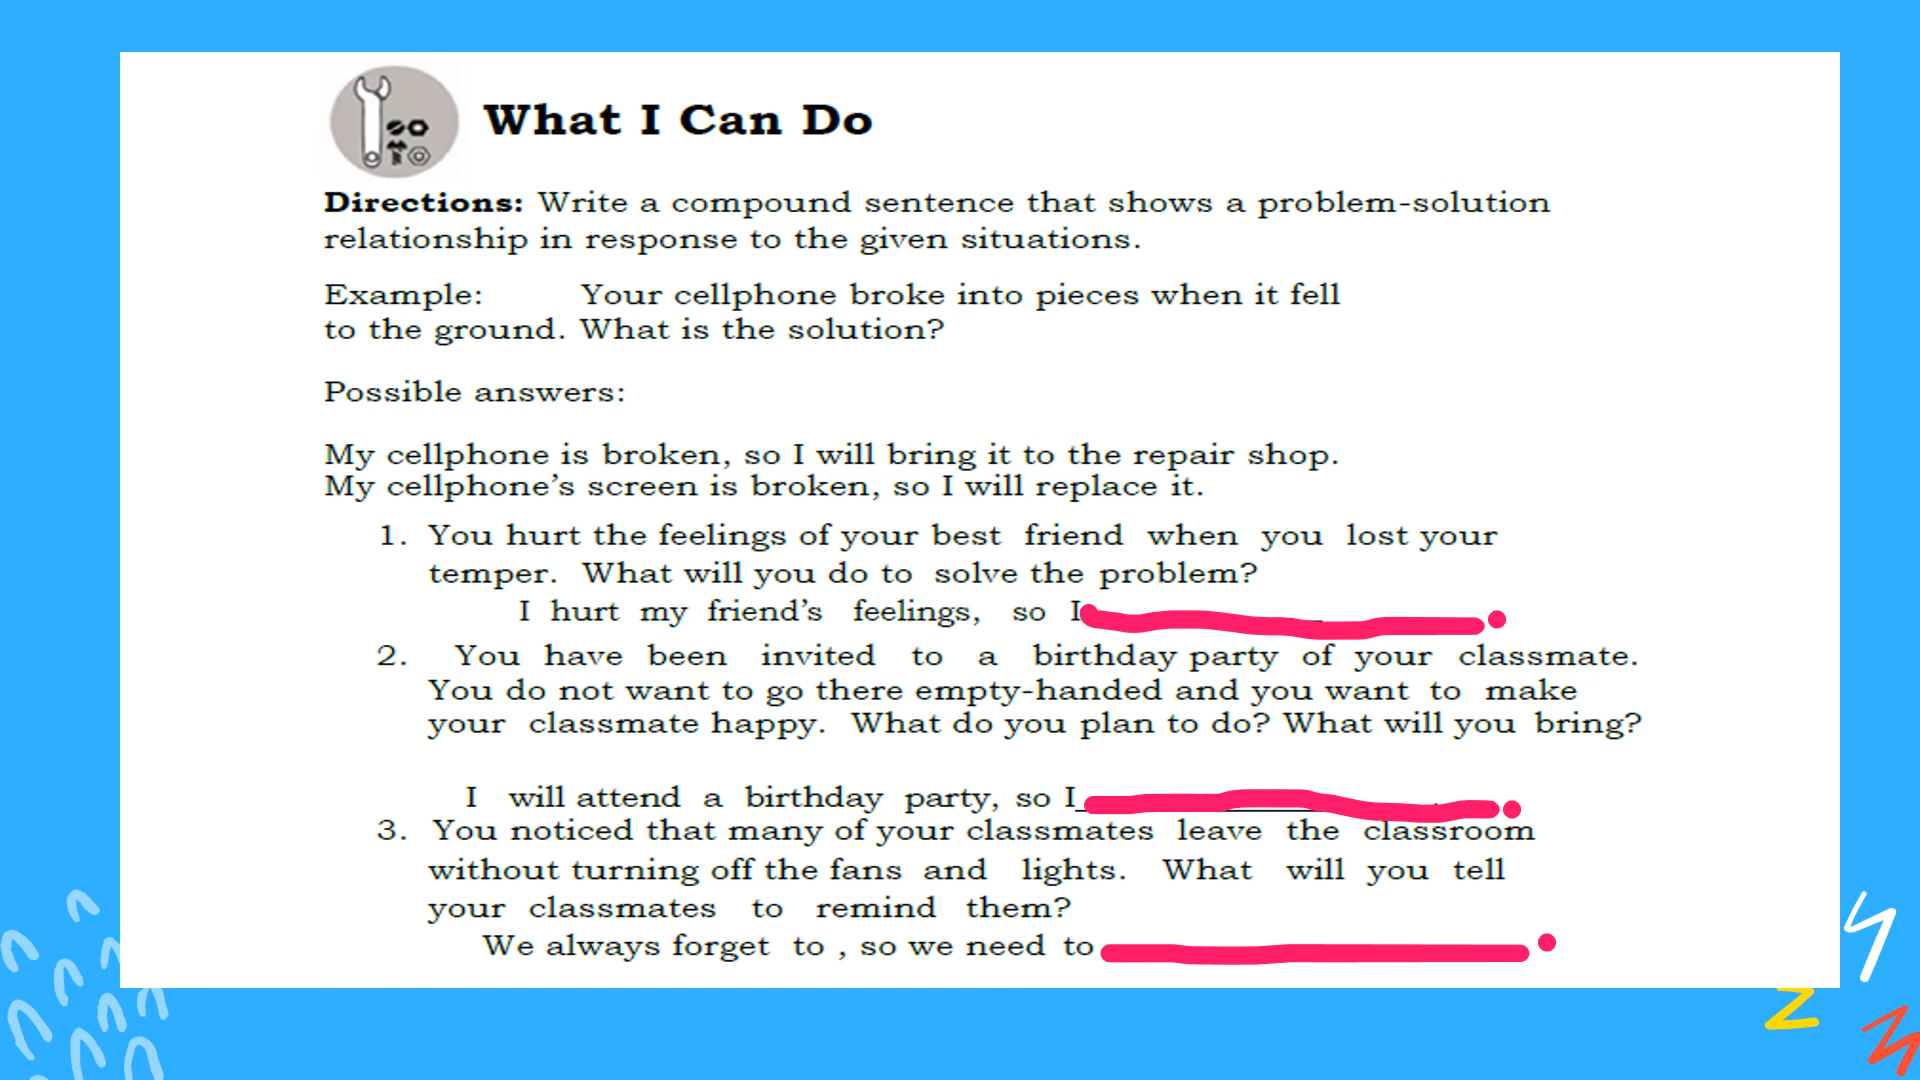 What I Can Do
Directions: Write a compound sentence that shows a problem-solution
relationship in response to the given situations.
Example: Your cellphone broke into pieces when it fell
to the ground. What is the solution?
Possible answers:
My cellphone is broken, so I will bring it to the repair shop.
My cellphone’s screen is broken, so I will replace it.
1. You hurt the feelings of your best friend when you lost your
temper. What will you do to solve the problem?
I hurt my friend’s feelings, so I
2. You have been invited to a birthday party of your classmate.
You do not want to go there empty-handed and you want to make
your classmate happy. What do you plan to do? What will you bring?
I will attend a birthday party, so I
3. You noticed that many of your classmates leave the classroom
without turning off the fans and lights. What will you tell
your classmates to remind them?
We always forget to , so we need to